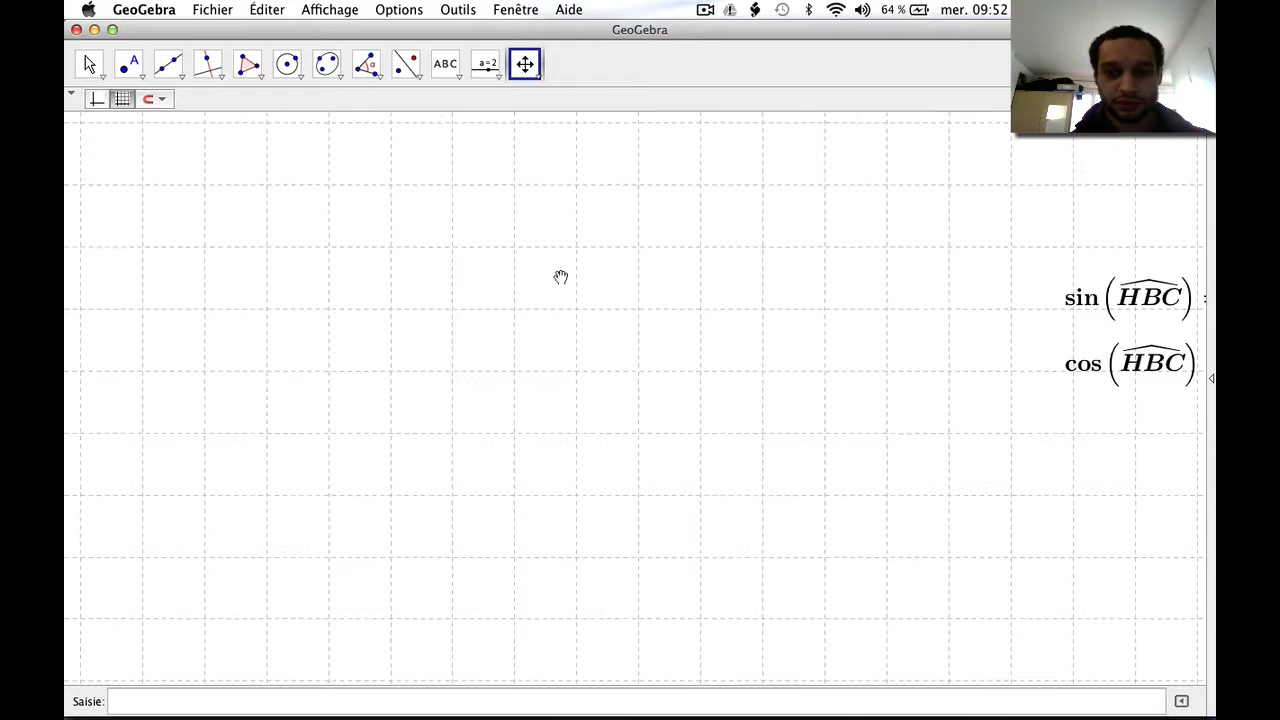 GeoGebra Fichier Éditer Affichage Options Outils Fenêtre Aide 64 % mer. 09:52
GeoGebra
A ABC a=2
sin (HBC) :
cos (HBC)
Saisie: